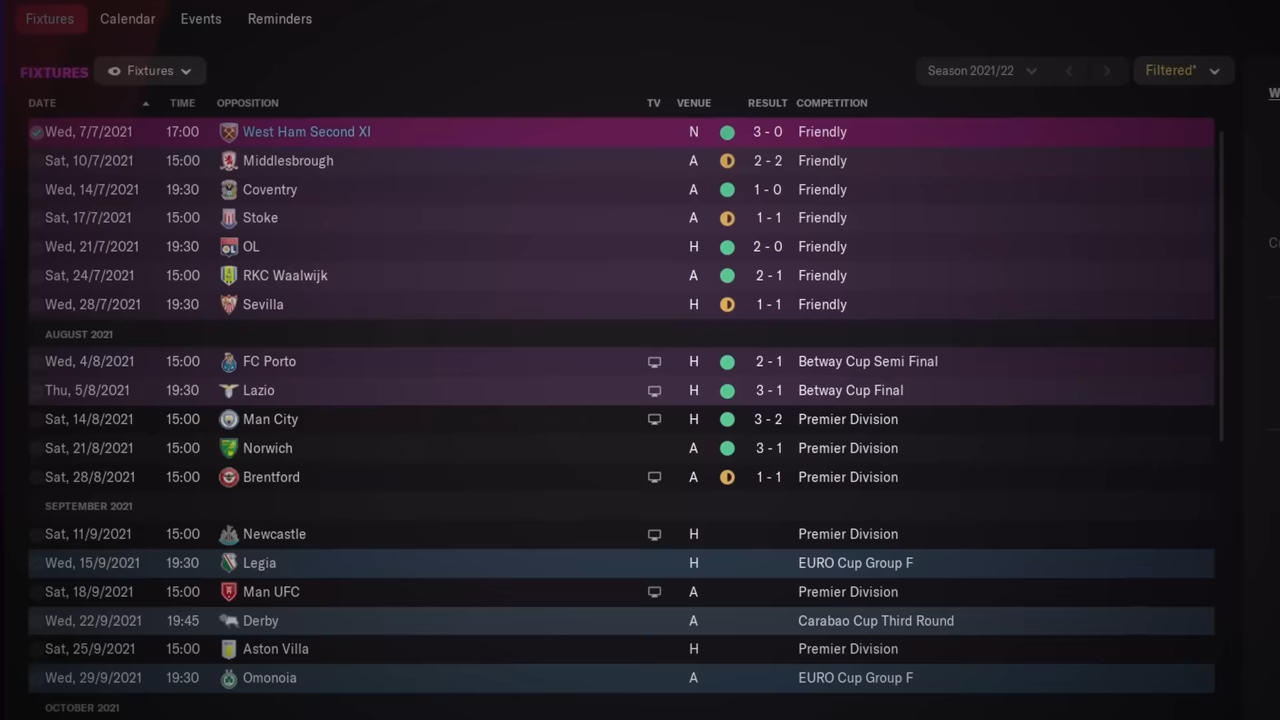 Fixtures Calendar Events Reminders
FIXTURES Fixtures Season 2021/22 Filtered*
DATE TIME OPPOSITION TV VENUE RESULT COMPETITION
Wed, 7/7/2021 17:00 West Ham Second XI N 3 - 0 Friendly
Sat, 10/7/2021 15:00 Middlesbrough A 2 - 2 Friendly
Wed, 14/7/2021 19:30 Coventry A 1 - 0 Friendly
Sat, 17/7/2021 15:00 Stoke A 1 - 1 Friendly
Wed, 21/7/2021 19:30 OL H 2 - 0 Friendly
Sat, 24/7/2021 15:00 RKC Waalwijk A 2 - 1 Friendly
Wed, 28/7/2021 19:30 Sevilla H 1 - 1 Friendly
AUGUST 2021
Wed, 4/8/2021 15:00 FC Porto H 2 - 1 Betway Cup Semi Final
Thu, 5/8/2021 19:30 Lazio H 3 - 1 Betway Cup Final
Sat, 14/8/2021 15:00 Man City H 3 - 2 Premier Division
Sat, 21/8/2021 15:00 Norwich A 3 - 1 Premier Division
Sat, 28/8/2021 15:00 Brentford A 1 - 1 Premier Division
SEPTEMBER 2021
Sat, 11/9/2021 15:00 Newcastle H Premier Division
Wed, 15/9/2021 19:30 Legia H EURO Cup Group F
Sat, 18/9/2021 15:00 Man UFC A Premier Division
Wed, 22/9/2021 19:45 Derby A Carabao Cup Third Round
Sat, 25/9/2021 15:00 Aston Villa H Premier Division
Wed, 29/9/2021 19:30 Omonoia A EURO Cup Group F
OCTOBER 2021